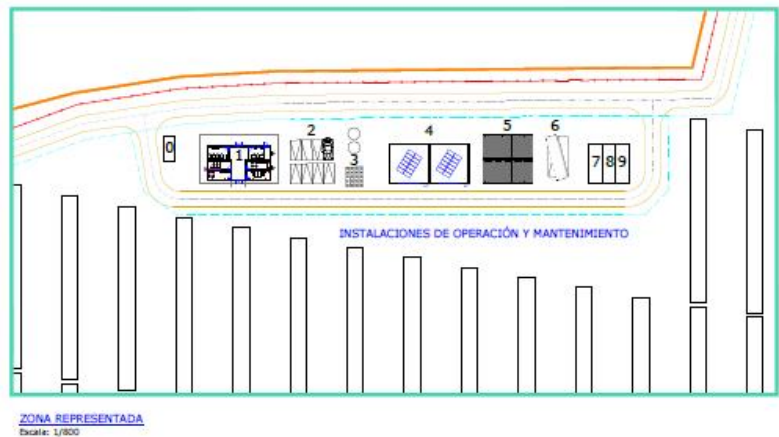 0
1
2
3
4
5
6
7 8 9
INSTALACIONES DE OPERACIÓN Y MANTENIMIENTO
ZONA REPRESENTADA
Escala: 1/800